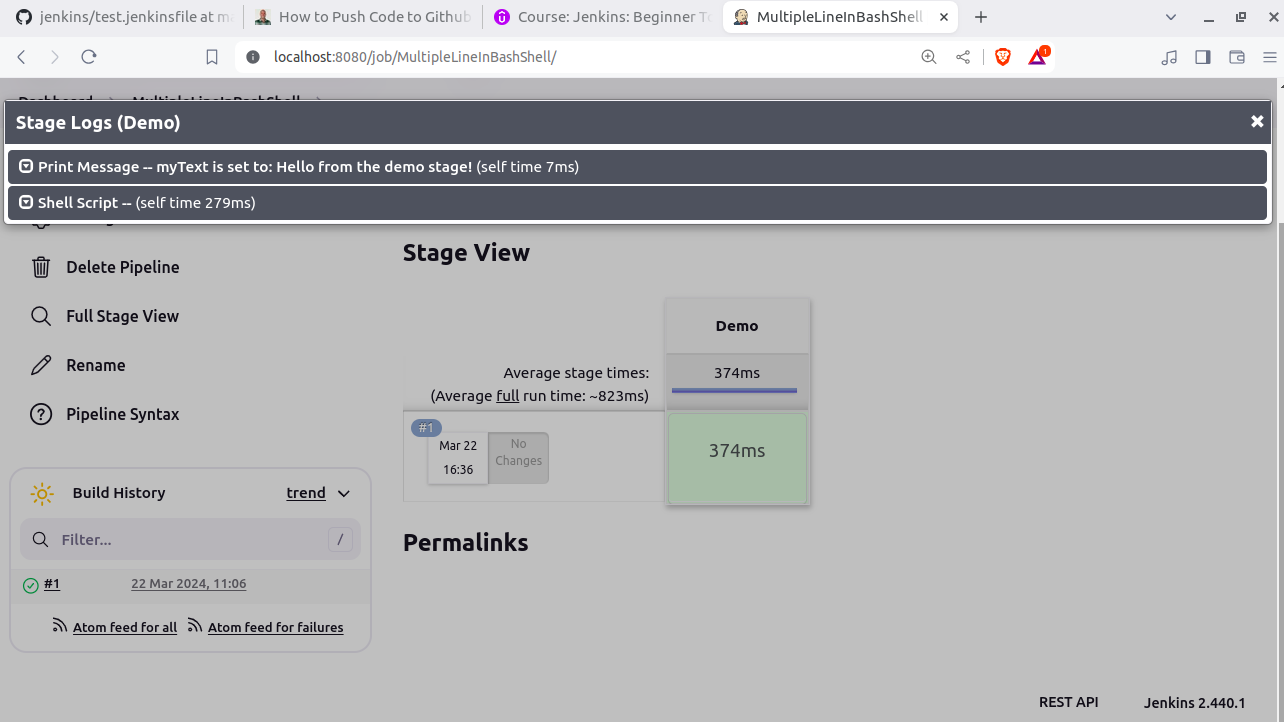 jenkins/test.jenkinsfile at ma
How to Push Code to Github
Course: Jenkins: Beginner To
MultipleLineInBashShell
localhost:8080/job/MultipleLineInBashShell/
1
Dashboard
MultipleLineInBashShell
Stage Logs (Demo)
Print Message -- myText is set to: Hello from the demo stage! (self time 7ms)
Shell Script -- (self time 279ms)
Delete Pipeline
Full Stage View
Rename
Pipeline Syntax
Build History
trend
Filter...
/
#1
22 Mar 2024, 11:06
Atom feed for all
Atom feed for failures
Stage View
Demo
Average stage times:
374ms
(Average full run time: ~823ms)
#1
Mar 22
16:36
No
Changes
374ms
Permalinks
REST API
Jenkins 2.440.1